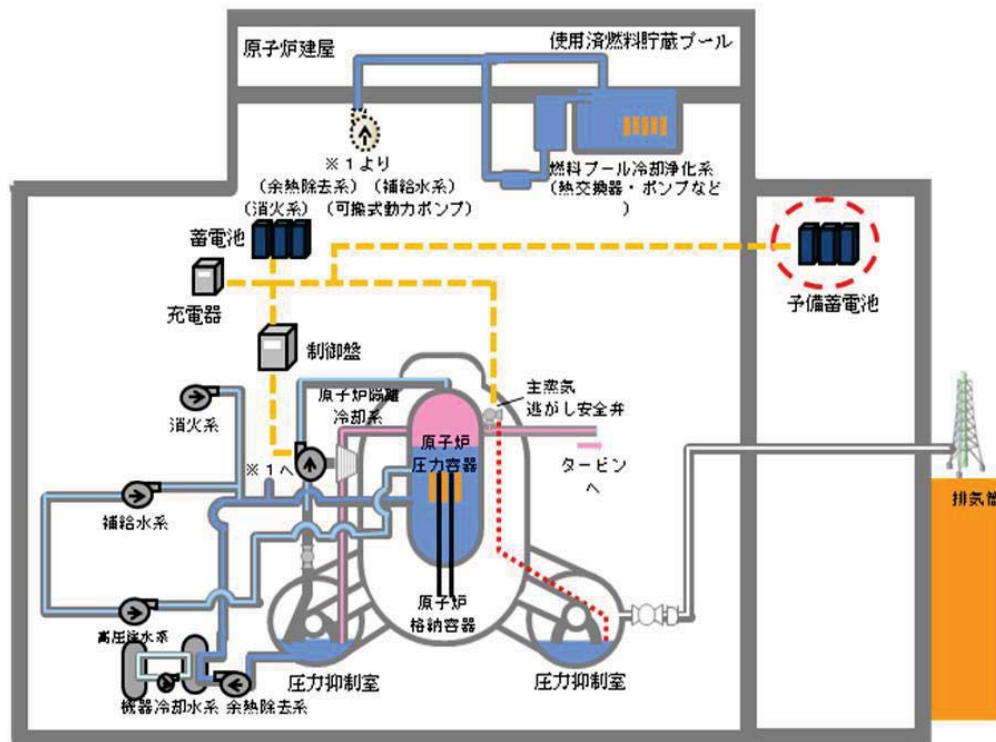 使用済燃料貯蔵プール
原子炉建屋
※1より
(余熱除去系)(補給水系)
(消火系)(可搬式動力ポンプ)
燃料プール冷却浄化系
(熱交換器・ポンプなど
)
蓄電池
充電器
予備蓄電池
制御盤
原子炉隔離
冷却系
主蒸気
逃がし安全弁
消火系
※1へ
原子炉
圧力容器
タービン
へ
排気筒
補給水系
原子炉
格納容器
高圧注水系
圧力抑制室
圧力抑制室
機器冷却水系
余熱除去系